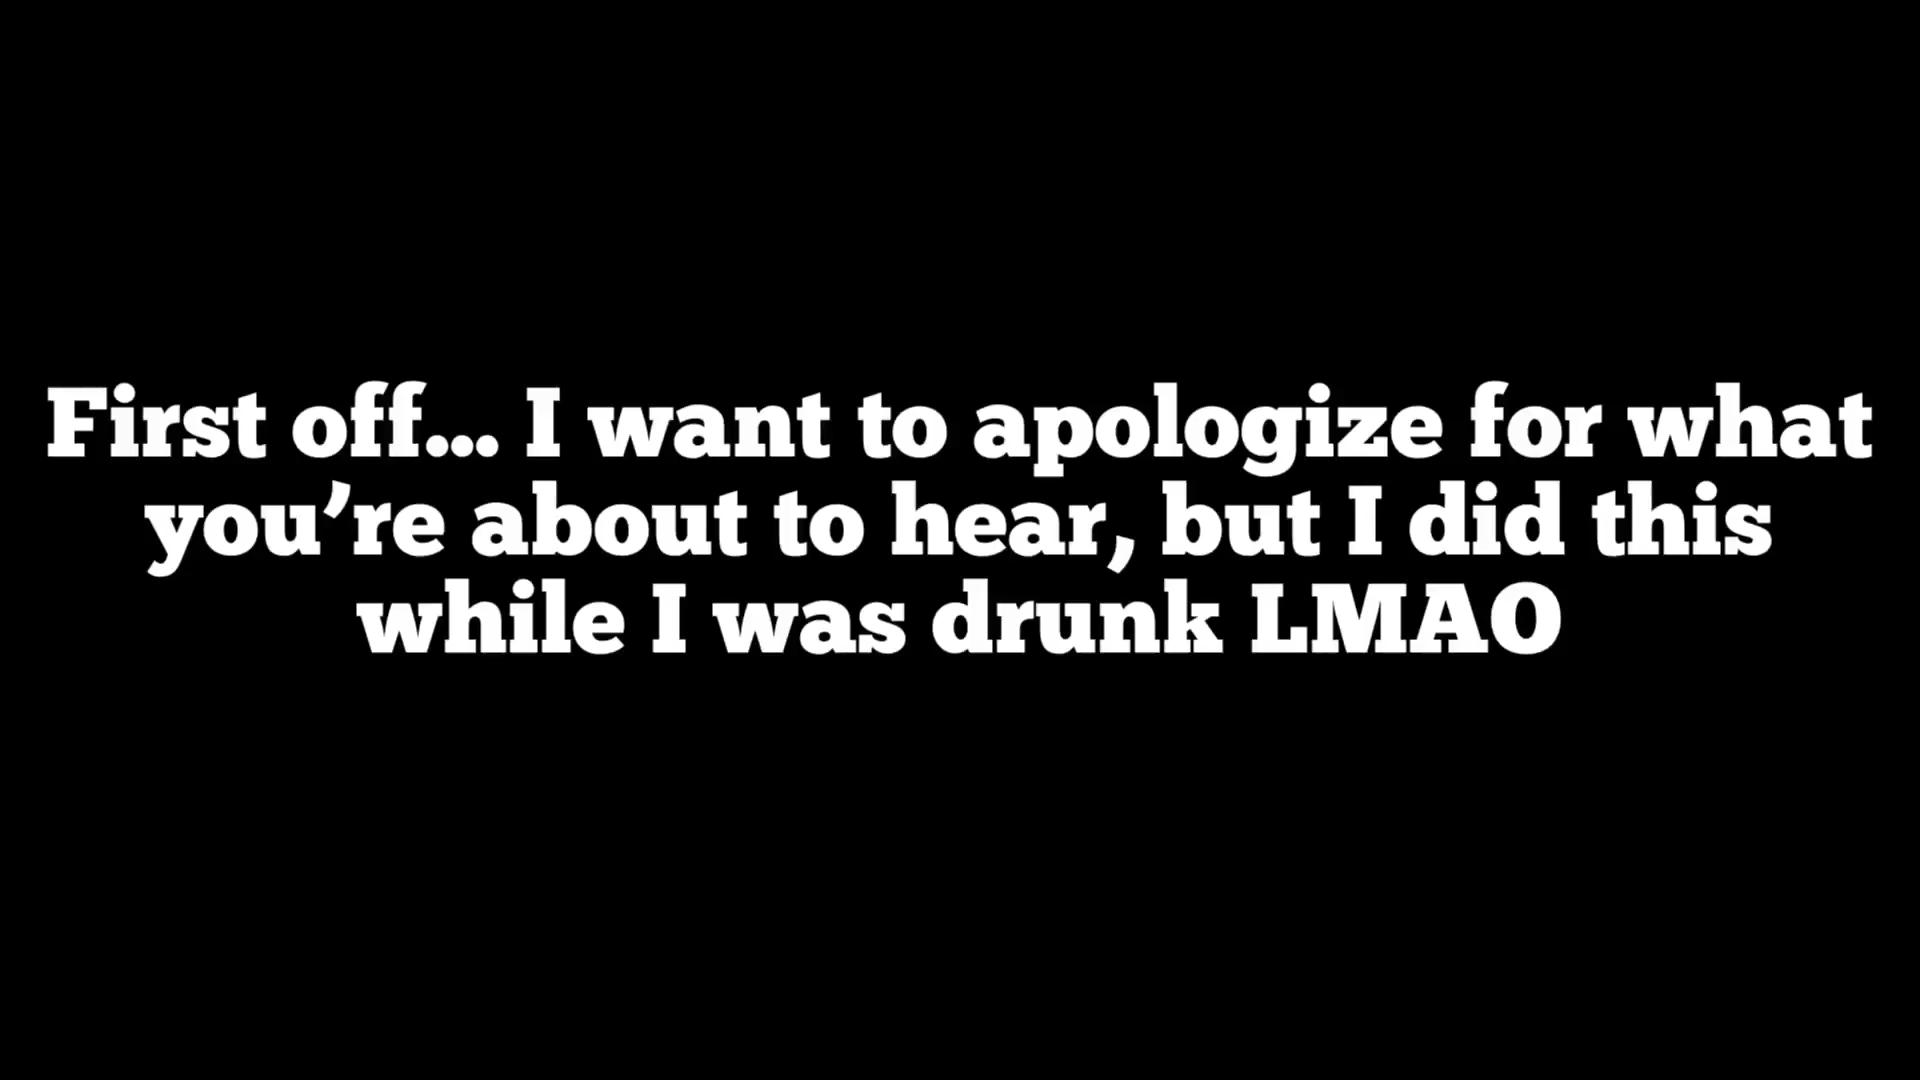 First off... I want to apologize for what
you’re about to hear, but I did this
while I was drunk LMAO